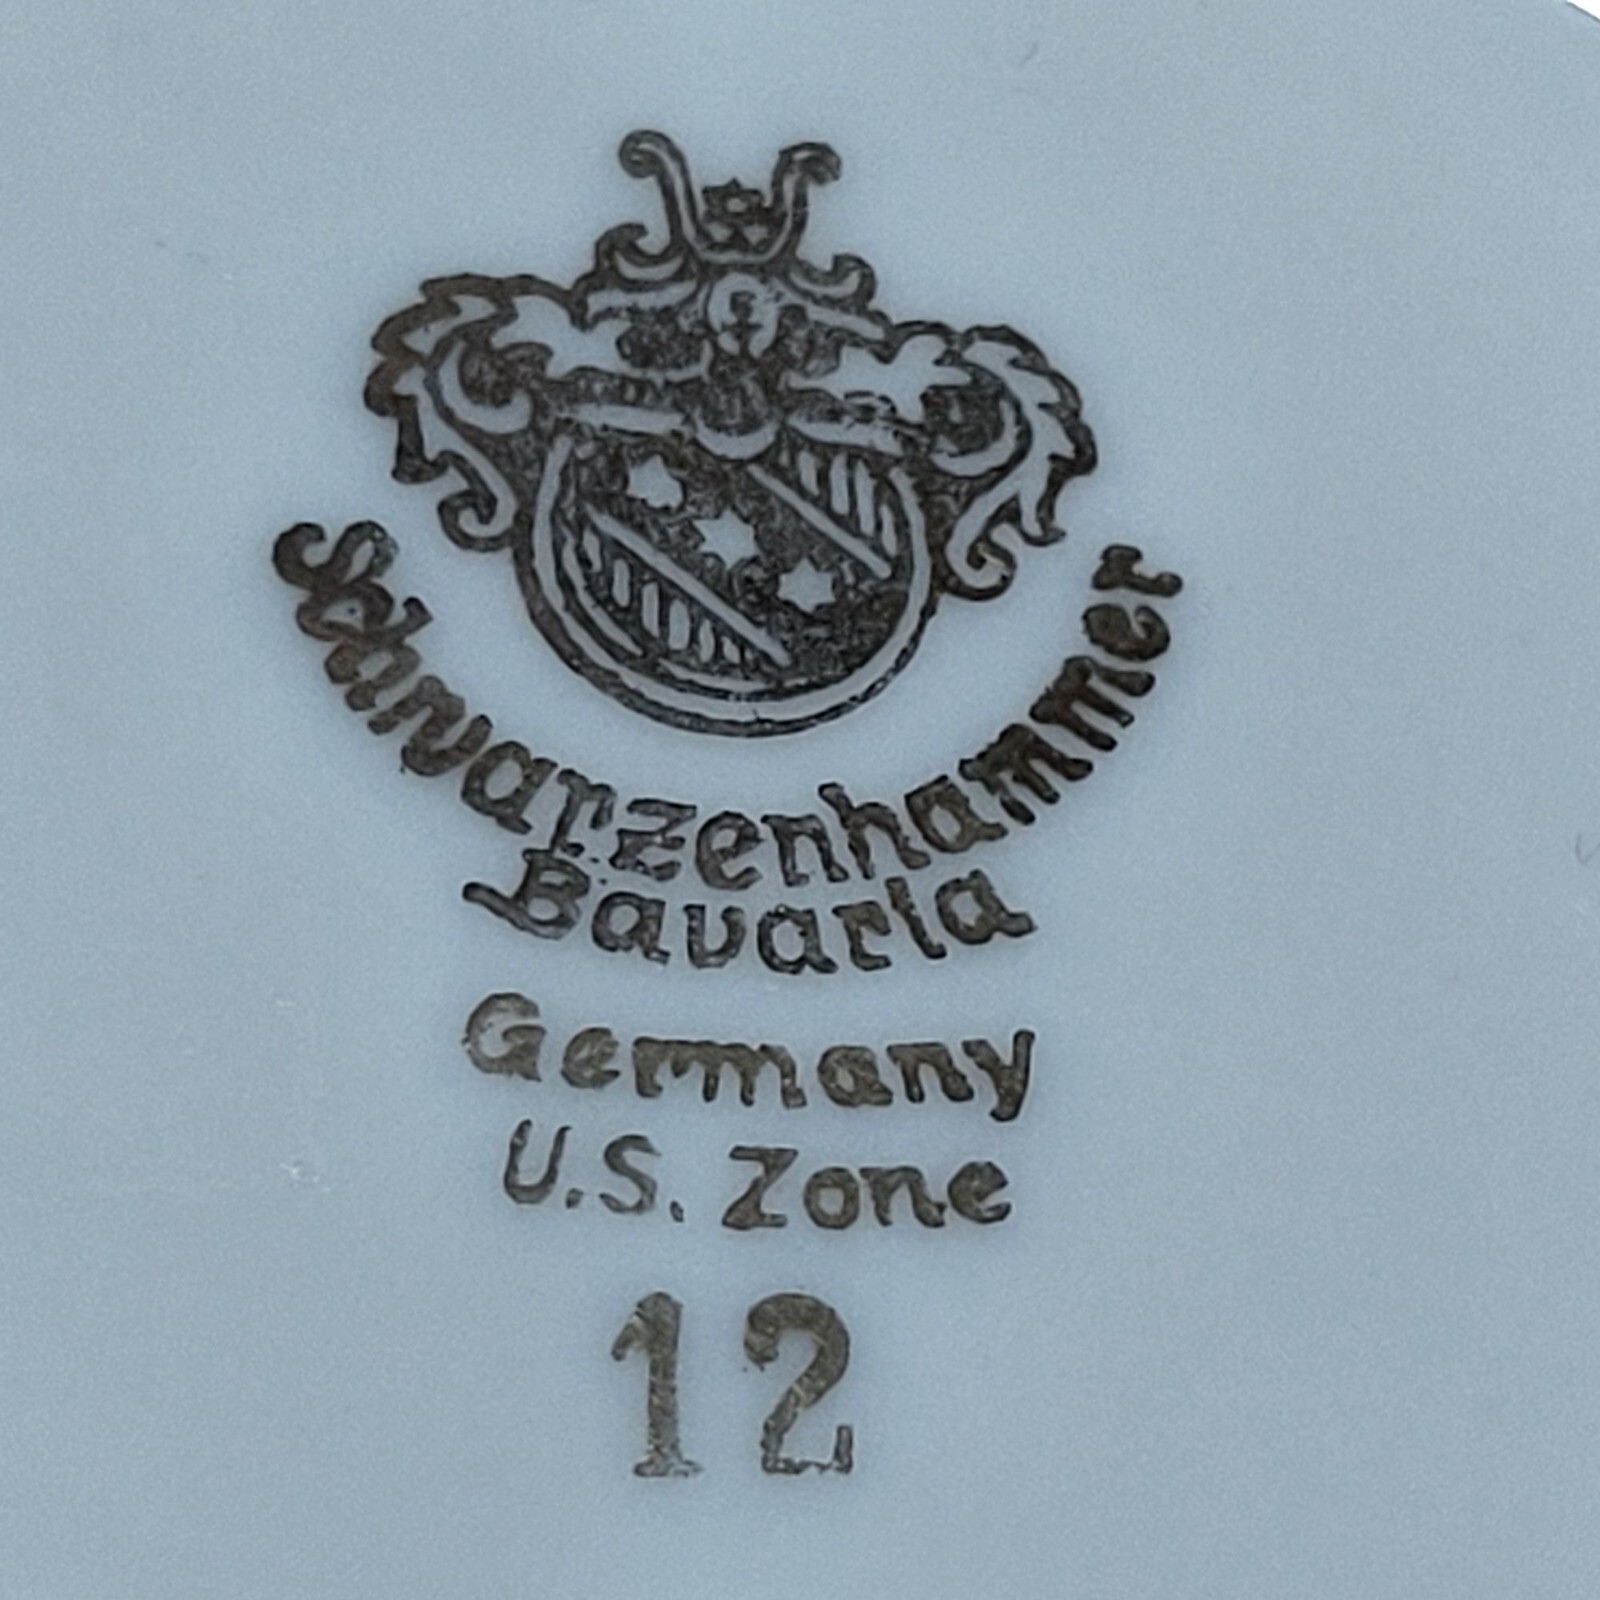 Schwarzenhammer
Bavaria
Germany
U.S. Zone
12